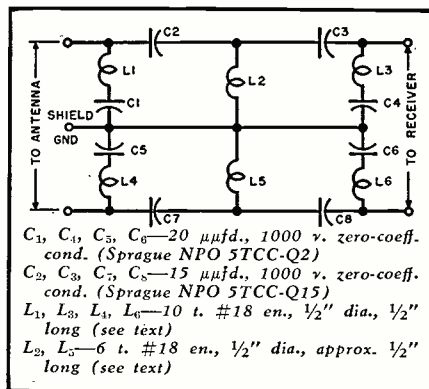 C2
C3
L1
L2
L3
C1
C4
TO ANTENNA
SHIELD
GND
TO RECEIVER
C5
C6
L4
L5
L6
C7
C8
C₁, C₄, C₅, C₆—20 μμfd., 1000 v. zero-coeff.
cond. (Sprague NPO 5TCC-Q2)
C₂, C₃, C₇, C₈—15 μμfd., 1000 v. zero-coeff.
cond. (Sprague NPO 5TCC-Q15)
L₁, L₃, L₄, L₆—10 t. #18 en., ½" dia., ½"
long (see text)
L₂, L₅—6 t. #18 en., ½" dia., approx. ½"
long (see text)